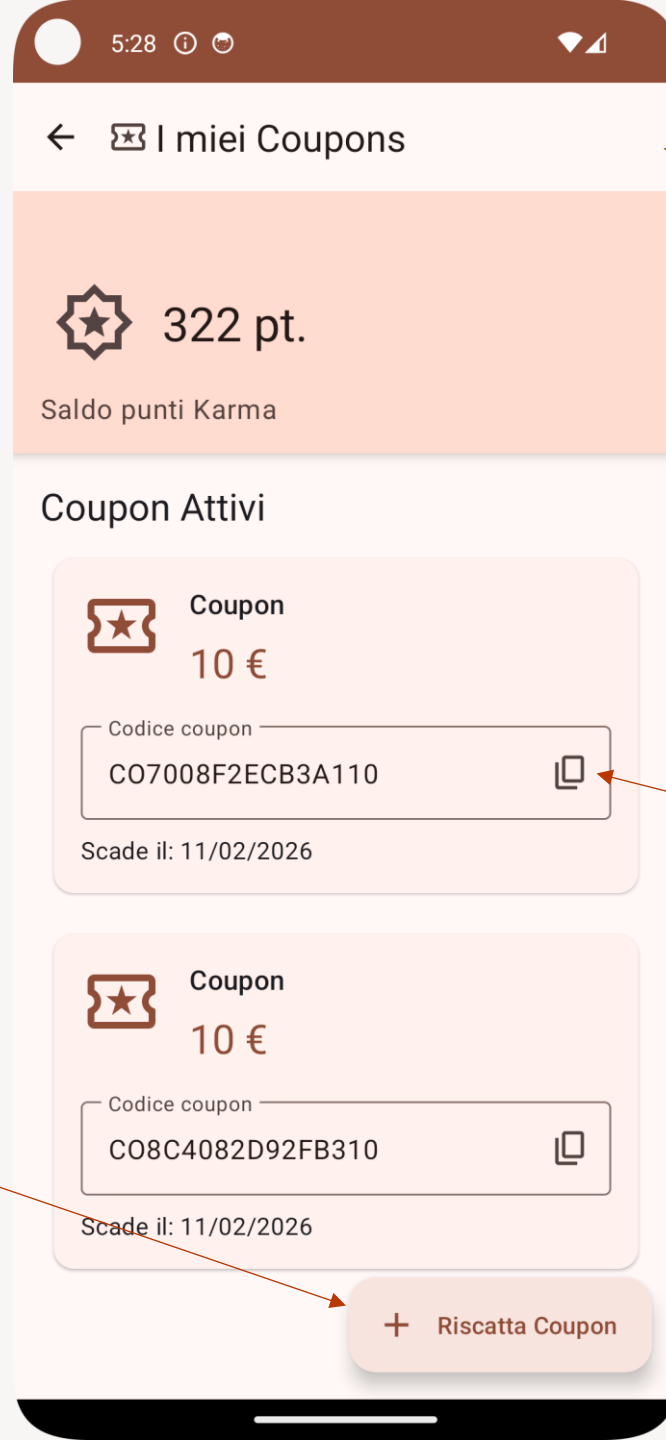 5:28
I miei Coupons
322 pt.
Saldo punti Karma
Coupon Attivi
Coupon
10 €
Codice coupon
CO7008F2ECB3A110
Scade il: 11/02/2026
Coupon
10 €
Codice coupon
CO8C4082D92FB310
Scade il: 11/02/2026
+ Riscatta Coupon